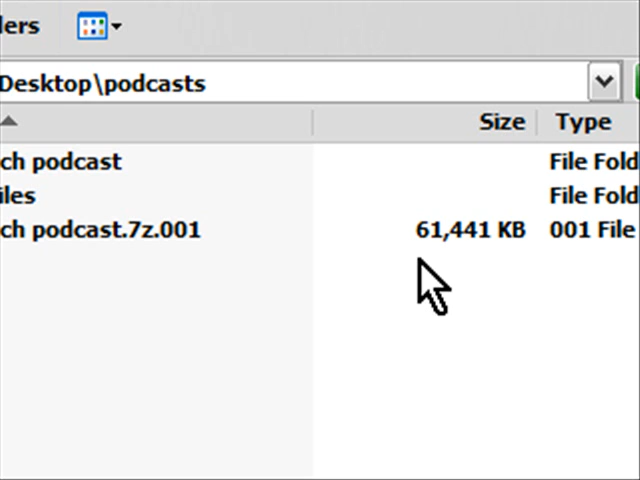 ders
Desktop\podcasts
Size Type
ch podcast File Fold
iles File Fold
ch podcast.7z.001 61,441 KB 001 File